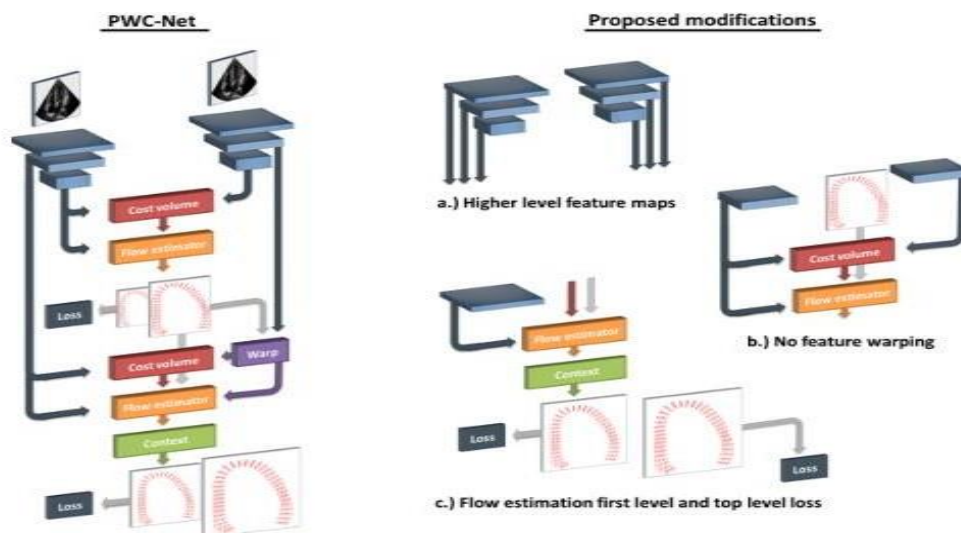 PWC-Net
Cost volume
Flow estimator
Loss
Cost volume
Warp
Flow estimator
Context
Loss
Proposed modifications
a.) Higher level feature maps
Cost volume
Flow estimator
b.) No feature warping
Flow estimator
Context
Loss
Loss
c.) Flow estimation first level and top level loss